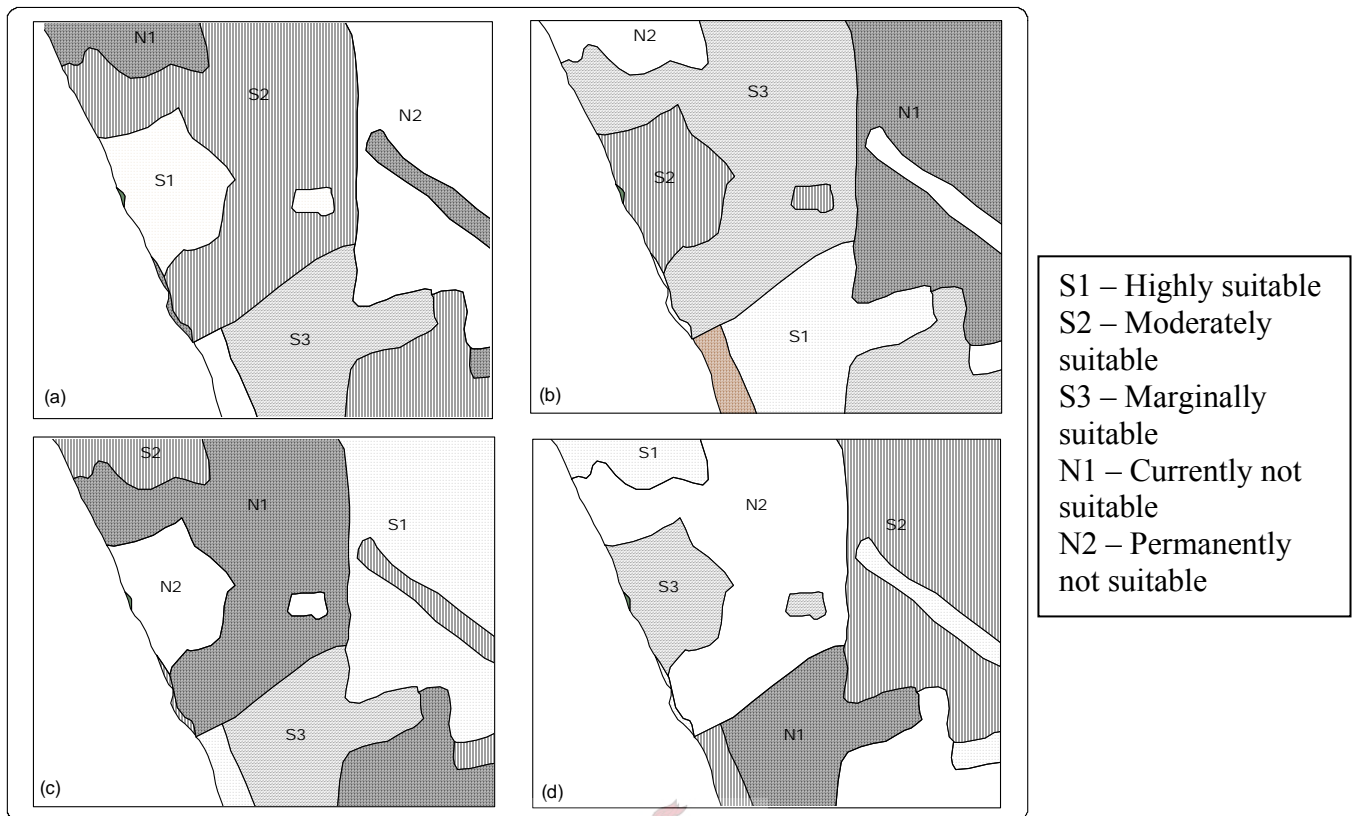 N1
S2
N2
S1
S3
(a)
N2
S3
N1
S2
S1
(b)
S2
N1
S1
N2
S3
(c)
S1
N2
S2
S3
N1
(d)
S1 – Highly suitable
S2 – Moderately
suitable
S3 – Marginally
suitable
N1 – Currently not
suitable
N2 – Permanently
not suitable